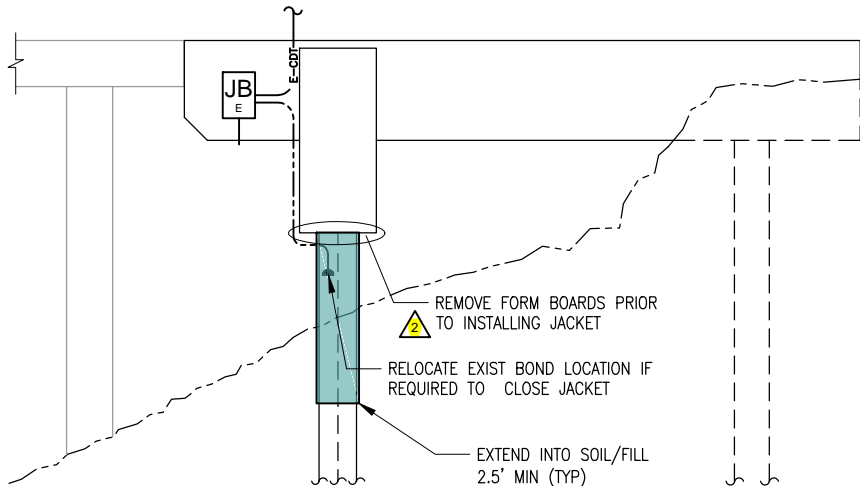 E-CDT
JB
E
REMOVE FORM BOARDS PRIOR
2
TO INSTALLING JACKET
RELOCATE EXIST BOND LOCATION IF
REQUIRED TO CLOSE JACKET
EXTEND INTO SOIL/FILL
2.5' MIN (TYP)